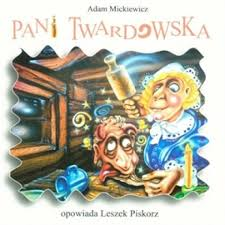 Adam Mickiewicz
PANI TWARDOWSKA
opowiada Leszek Piskorz